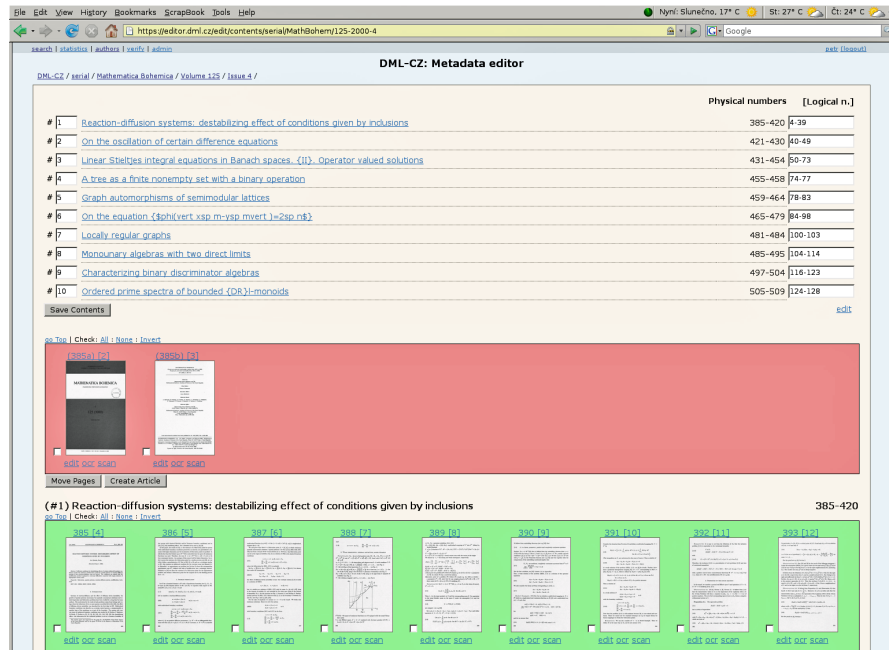 File Edit View History Bookmarks ScrapBook Tools Help
Nyní: Slunečno, 17° C St: 27° C Čt: 24° C
https://editor.dml.cz/edit/contents/serial/MathBohem/125-2000-4 Google
search | statistics | authors | verify | admin petr (logout)
DML-CZ: Metadata editor
DML-CZ / serial / Mathematica Bohemica / Volume 125 / Issue 4 /
Physical numbers [Logical n.]
# 1 Reaction-diffusion systems: destabilizing effect of conditions given by inclusions 385-420 4-39
# 2 On the oscillation of certain difference equations 421-430 40-49
# 3 Linear Stieltjes integral equations in Banach spaces. {II}. Operator valued solutions 431-454 50-73
# 4 A tree as a finite nonempty set with a binary operation 455-458 74-77
# 5 Graph automorphisms of semimodular lattices 459-464 78-83
# 6 On the equation {$phi(vert xsp m-ysp mvert )=2sp n$} 465-479 84-98
# 7 Locally regular graphs 481-484 100-103
# 8 Monounary algebras with two direct limits 485-495 104-114
# 9 Characterizing binary discriminator algebras 497-504 116-123
# 10 Ordered prime spectra of bounded {DR}l-monoids 505-509 124-128
Save Contents edit
go Top | Check: All : None : Invert
(385a) [2] (385b) [3]
MATHEMATICA BOHEMICA
edit ocr scan edit ocr scan
Move Pages Create Article
(#1) Reaction-diffusion systems: destabilizing effect of conditions given by inclusions 385-420
go Top | Check: All : None : Invert
385 [4] 386 [5] 387 [6] 388 [7] 389 [8] 390 [9] 391 [10] 392 [11] 393 [12]
edit ocr scan edit ocr scan edit ocr scan edit ocr scan edit ocr scan edit ocr scan edit ocr scan edit ocr scan edit ocr scan